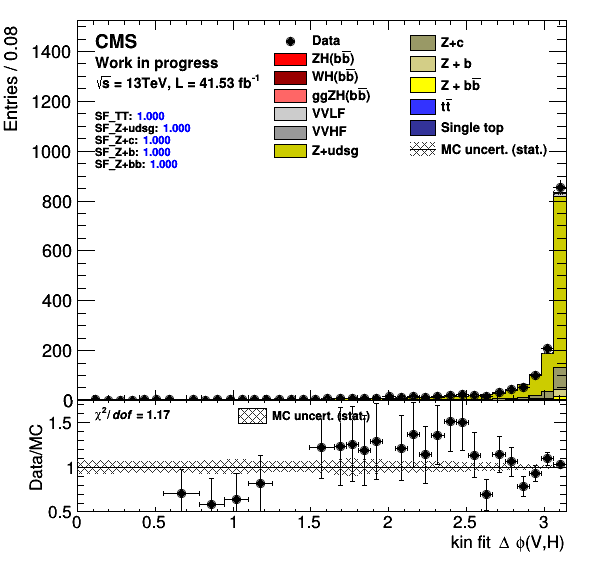 Entries / 0.08
1400
1200
1000
800
600
400
200
0
CMS
Work in progress
√s = 13TeV, L = 41.53 fb⁻¹
SF_TT: 1.000
SF_Z+udsg: 1.000
SF_Z+c: 1.000
SF_Z+b: 1.000
SF_Z+bb: 1.000
Data
ZH(bb̅)
WH(bb̅)
ggZH(bb̅)
VVLF
VVHF
Z+udsg
Z+c
Z + b
Z + bb̅
tt̅
Single top
MC uncert. (stat.)
Data/MC
1.5
1
0.5
χ²/dof = 1.17
MC uncert. (stat)
0 0.5 1 1.5 2 2.5 3
kin fit Δ ϕ(V,H)